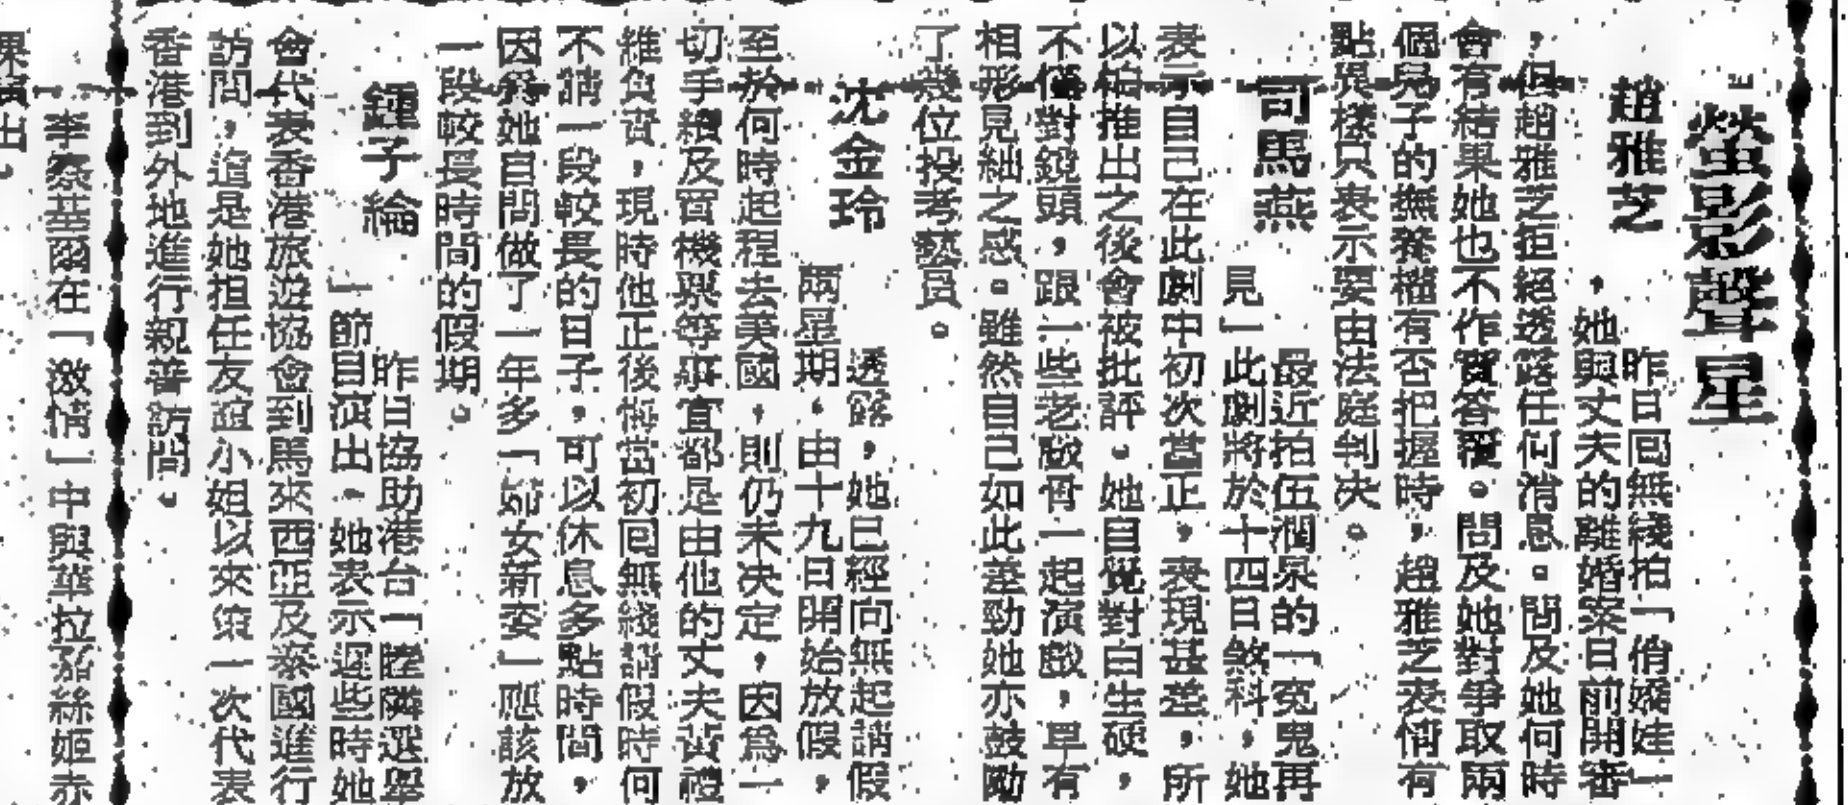 螢影聲星
趙雅芝
昨日回無綫拍「俏嬌娃」
，她與丈夫的離婚案日前開審
，但趙雅芝拒絕透露任何消息。問及她何時
會有結果她也不作實答覆。問及她對爭取兩
個兒子的撫養權有否把握時，趙雅芝表情有
點異樣只表示要由法庭判决。
司馬燕
最近拍伍潤泉的「寃鬼再
見」此劇將於十四日煞科，她
表示自己在此劇中初次當正，表現甚差，所
以怕推出之後會被批評。她自覺對白生硬，
不慣對鏡頭，跟一些老戲骨一起演戲，早有
相形見絀之感。雖然自己如此差勁她亦鼓勵
了幾位投考藝員。
沈金玲
透露，她已經向無起請假
兩星期，由十九日開始放假，
至於何時起程去美國，則仍未決定，因爲一
切手續及買機票等事宜都是由他的丈夫黃禮
維負責，現時他正後悔當初回無綫請假時何
不請一段較長的日子，可以休息多點時間，
因爲她自問做了一年多「婦女新姿」應該放
一段較長時間的假期。
鍾子綸
昨日協助港台「睦隣選舉
」節目演出。她表示遲些時她
會代表香港旅遊協會到馬來西亞及泰國進行
訪問，這是她担任友誼小姐以來第一次代表
香港到外地進行親善訪問。
李察基爾在「激情」中與華拉茄絲姬赤
果演出。